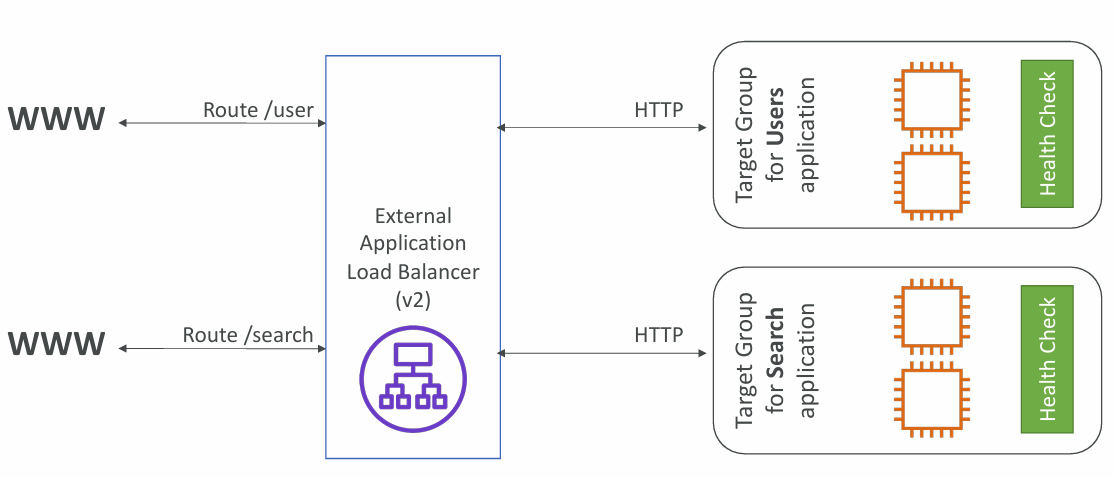 WWW
Route /user
HTTP
Target Group
for Users
application
Health Check
External
Application
Load Balancer
(v2)
WWW
Route /search
HTTP
Target Group
for Search
application
Health Check